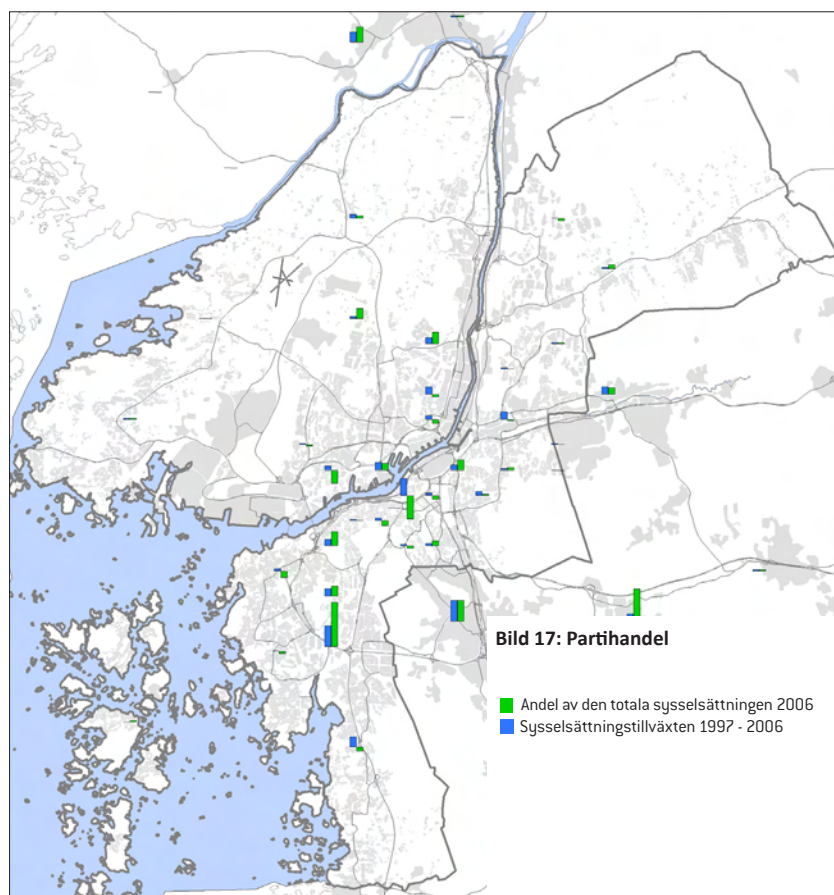 Bild 17: Partihandel
Andel av den totala sysselsättningen 2006
Sysselsättningstillväxten 1997 - 2006